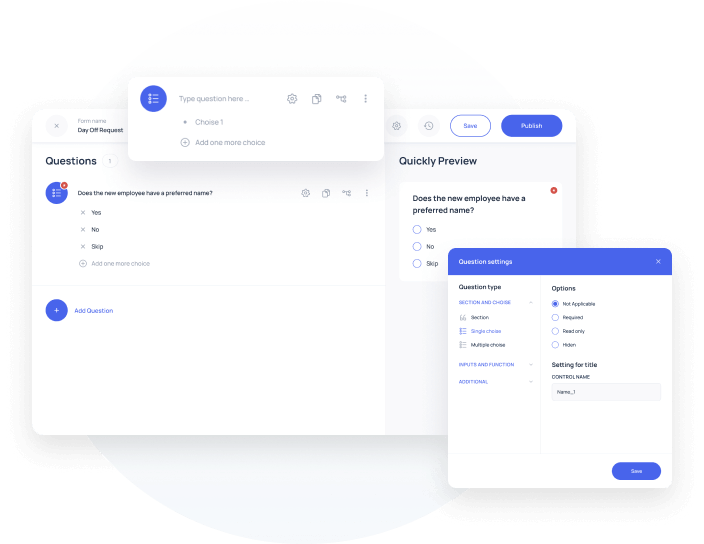 Type question here ..
Choise 1
Add one more choice
Form name
Day Off Request
Save
Publish
Questions 1
Does the new employee have a preferred name?
Yes
No
Skip
Add one more choice
Add Question
Quickly Preview
Does the new employee have a
preferred name?
Yes
No
Skip
Question settings
Question type
SECTION AND CHOISE
Section
Single choise
Multiple choise
INPUTS AND FUNCTION
ADDITIONAL
Options
Not Applicable
Required
Read only
Hiden
Setting for title
CONTROL NAME
Name_1
Save